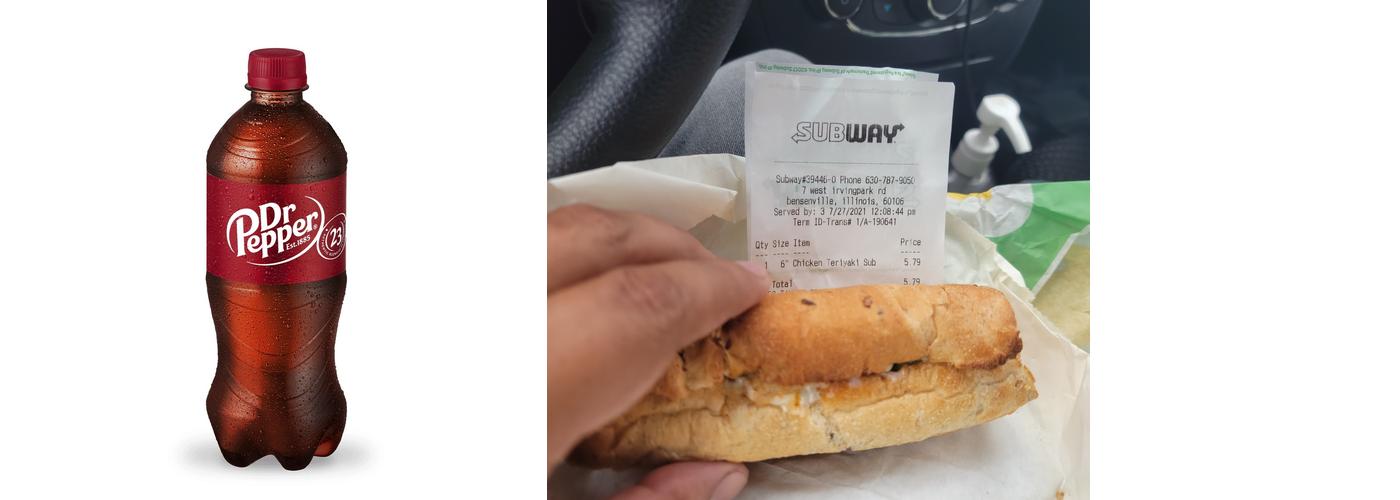 Dr
Pepper
Est.1885
23
SUBWAY
Subway#39446-0 Phone 630-787-9050
7 west irvingpark rd
bensenville, illinois, 60106
Served by: 3 7/27/2021 12:08:44 pm
Term ID-Trans# 1/A-190641
Qty Size Item Price
1 6" Chicken Teriyaki Sub 5.79
Total 5.79